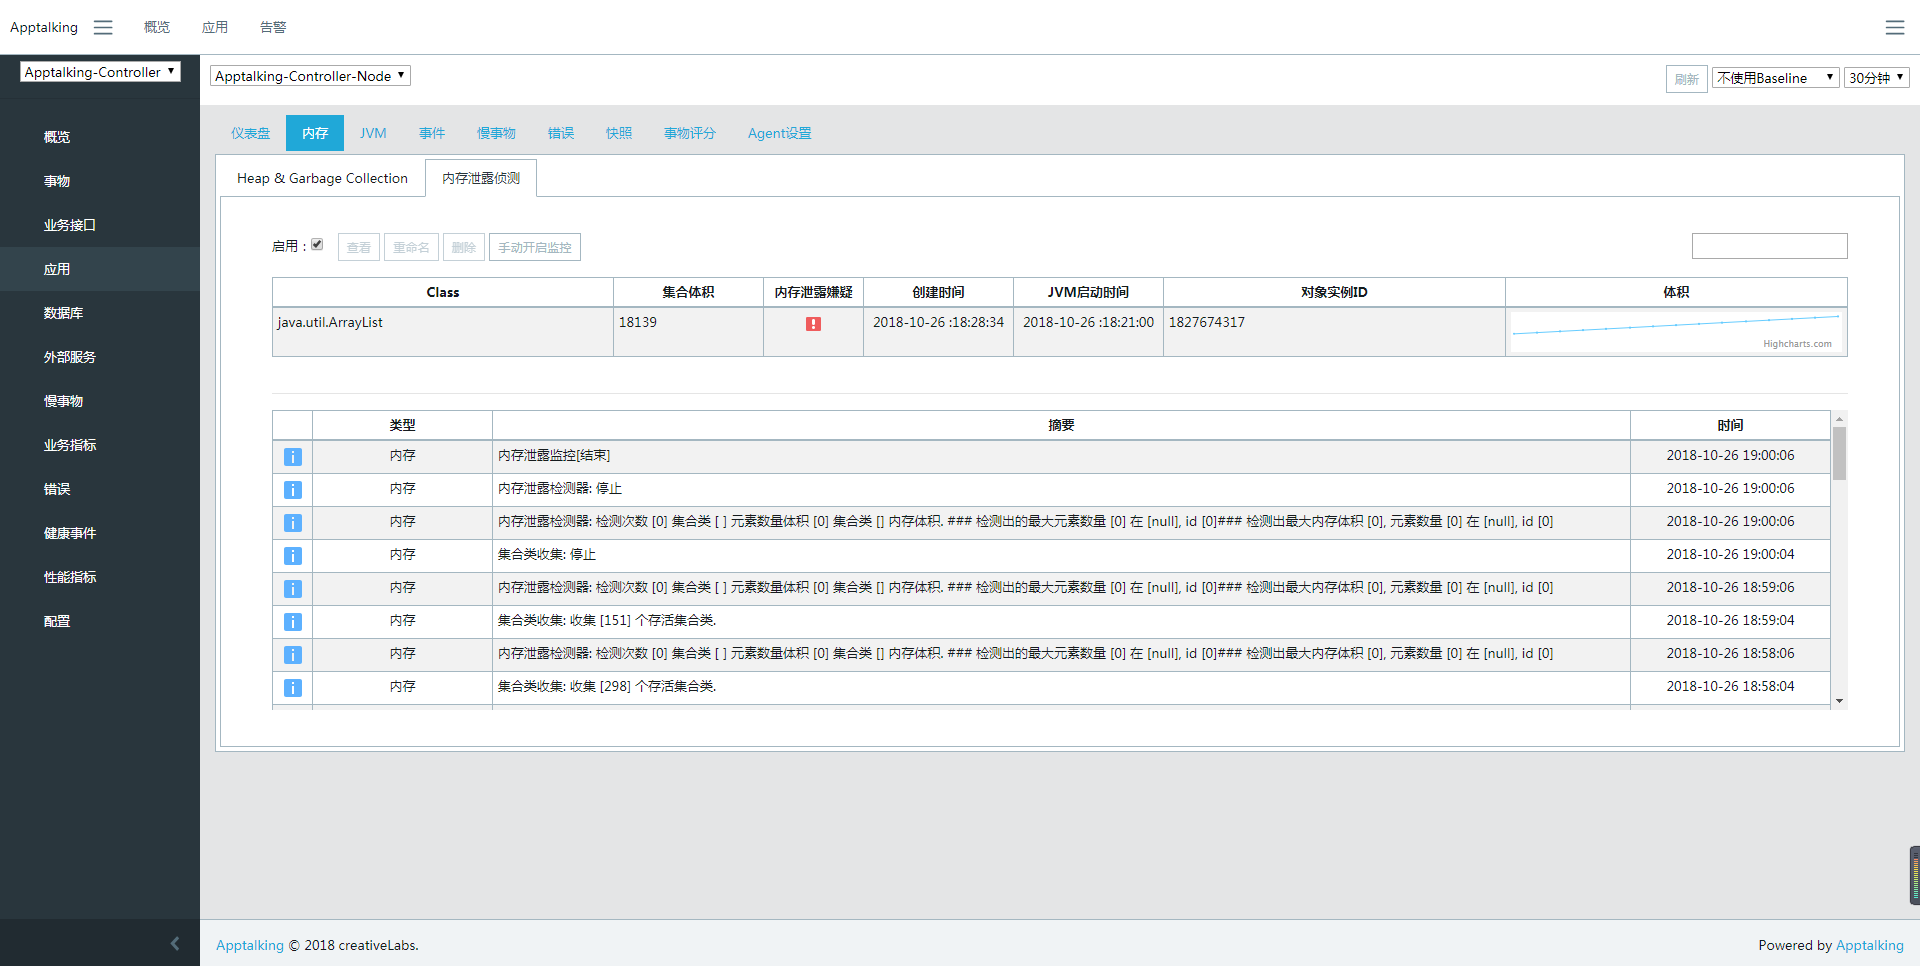 Apptalking 概览 应用 告警
Apptalking-Controller
Apptalking-Controller-Node
刷新 不使用Baseline 30分钟
概览
事物
业务接口
应用
数据库
外部服务
慢事物
业务指标
错误
健康事件
性能指标
配置
仪表盘 内存 JVM 事件 慢事物 错误 快照 事物评分 Agent设置
Heap & Garbage Collection 内存泄露侦测
启用 : 查看 重命名 删除 手动开启监控
Class 集合体积 内存泄露嫌疑 创建时间 JVM启动时间 对象实例ID 体积
java.util.ArrayList 18139 2018-10-26 :18:28:34 2018-10-26 :18:21:00 1827674317
Highcharts.com
类型 摘要 时间
内存 内存泄露监控[结束] 2018-10-26 19:00:06
内存 内存泄露检测器: 停止 2018-10-26 19:00:06
内存 内存泄露检测器: 检测次数 [0] 集合类 [ ] 元素数量体积 [0] 集合类 [] 内存体积. ### 检测出的最大元素数量 [0] 在 [null], id [0]### 检测出最大内存体积 [0], 元素数量 [0] 在 [null], id [0] 2018-10-26 19:00:06
内存 集合类收集: 停止 2018-10-26 19:00:04
内存 内存泄露检测器: 检测次数 [0] 集合类 [ ] 元素数量体积 [0] 集合类 [] 内存体积. ### 检测出的最大元素数量 [0] 在 [null], id [0]### 检测出最大内存体积 [0], 元素数量 [0] 在 [null], id [0] 2018-10-26 18:59:06
内存 集合类收集: 收集 [151] 个存活集合类. 2018-10-26 18:59:04
内存 内存泄露检测器: 检测次数 [0] 集合类 [ ] 元素数量体积 [0] 集合类 [] 内存体积. ### 检测出的最大元素数量 [0] 在 [null], id [0]### 检测出最大内存体积 [0], 元素数量 [0] 在 [null], id [0] 2018-10-26 18:58:06
内存 集合类收集: 收集 [298] 个存活集合类. 2018-10-26 18:58:04
Apptalking © 2018 creativeLabs. Powered by Apptalking